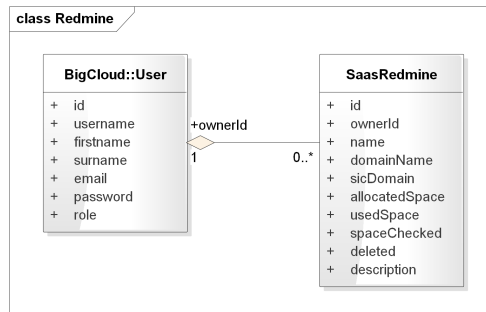 class Redmine
BigCloud::User
+ id
+ username
+ firstname
+ surname
+ email
+ password
+ role
+ownerId
1
0..*
SaasRedmine
+ id
+ ownerId
+ name
+ domainName
+ sicDomain
+ allocatedSpace
+ usedSpace
+ spaceChecked
+ deleted
+ description